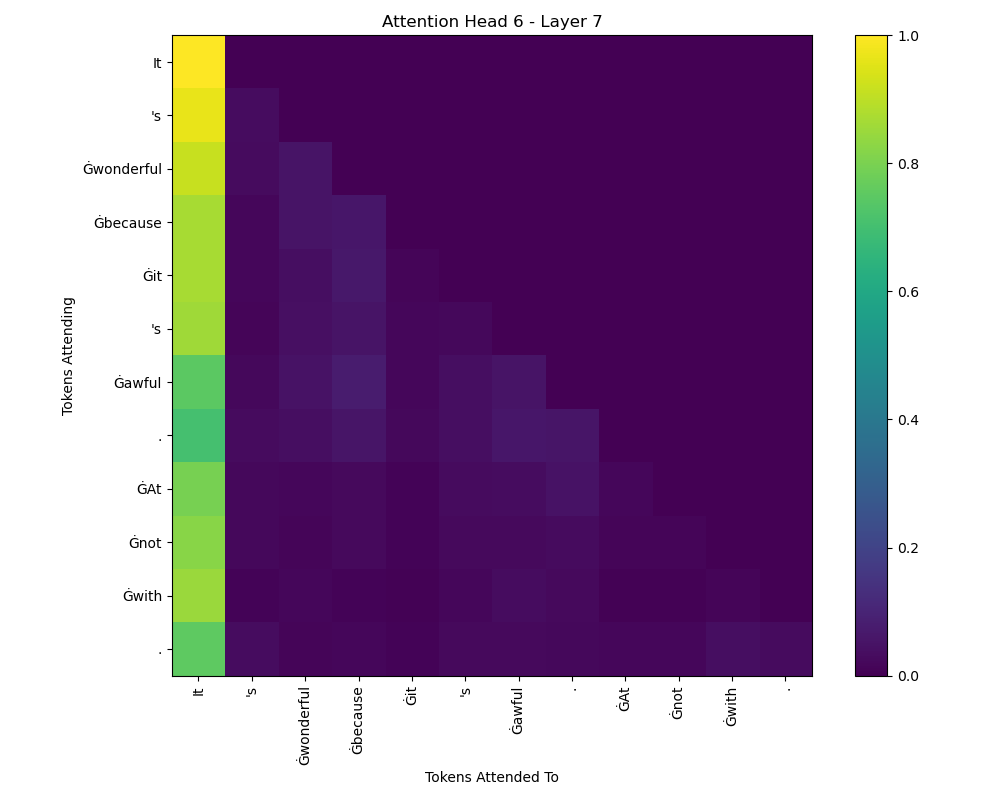 Attention Head 6 - Layer 7
It
's
Ġwonderful
Ġbecause
Ġit
's
Ġawful
.
ĠAt
Ġnot
Ġwith
.
Tokens Attending
It
's
Ġwonderful
Ġbecause
Ġit
's
Ġawful
.
ĠAt
Ġnot
Ġwith
.
Tokens Attended To
1.0
0.8
0.6
0.4
0.2
0.0